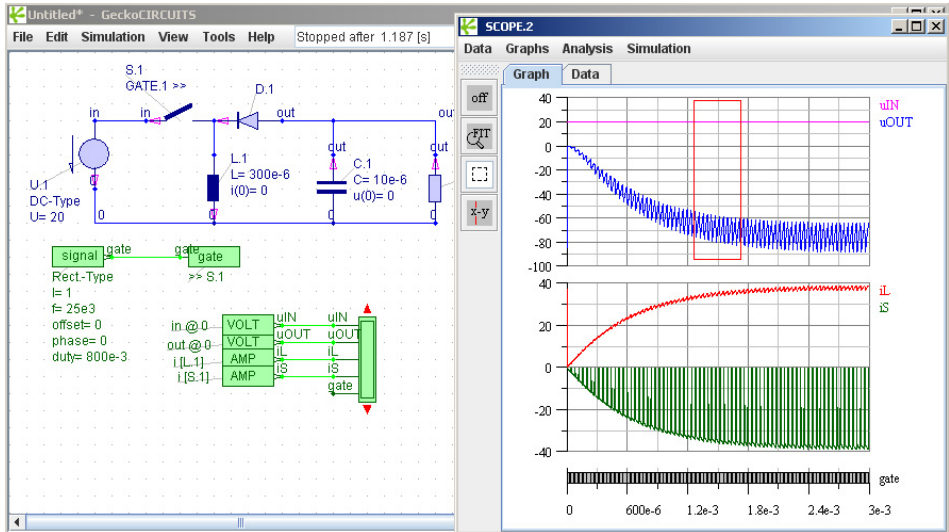 Untitled* - GeckoCIRCUITS
File Edit Simulation View Tools Help Stopped after 1.187 [s]
S.1
GATE.1 >>
D.1
in
in
out
out
out
U.1
DC-Type
U= 20
L.1
L= 300e-6
i(0)= 0
C.1
C= 10e-6
u(0)= 0
0
0
0
0
signal
gate
gate
gate
Rect.-Type
>> S.1
f= 25e3
offset= 0
phase= 0
duty= 800e-3
in @ 0 VOLT uIN uIN
out @ 0 VOLT uOUT uOUT
i.[L.1] AMP iL iL
i.[S.1] AMP iS iS
gate
SCOPE.2
Data Graphs Analysis Simulation
Graph Data
off
FIT
x-y
40
20
0
-20
-40
-60
-80
-100
uIN
uOUT
40
20
0
-20
-40
iL
iS
gate
0 600e-6 1.2e-3 1.8e-3 2.4e-3 3e-3